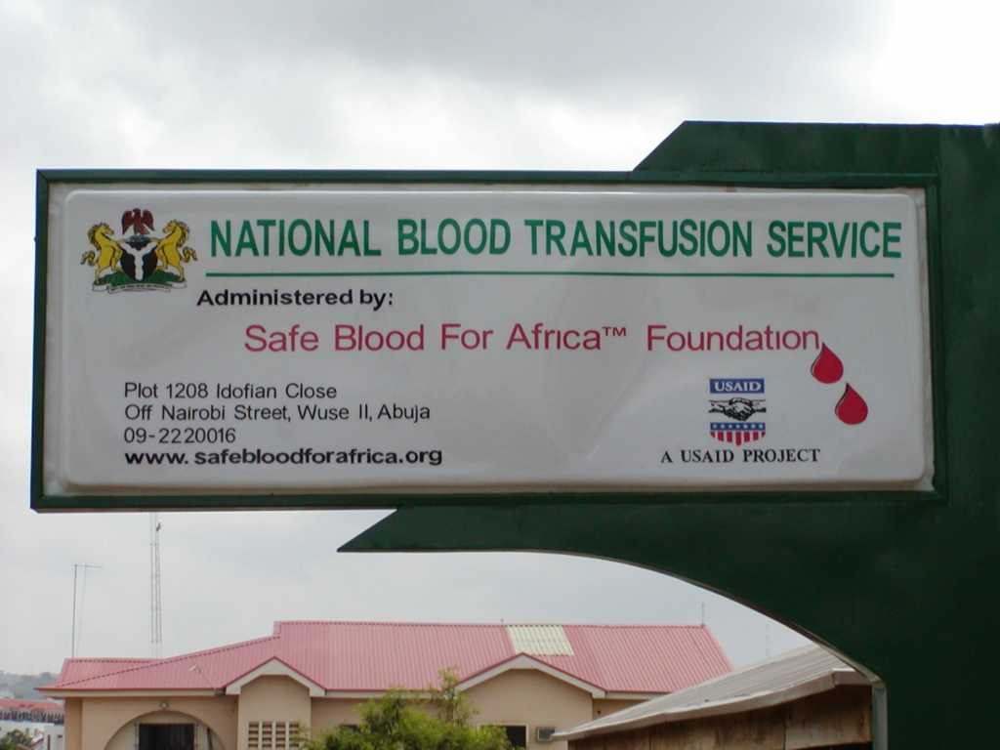 NATIONAL BLOOD TRANSFUSION SERVICE
Administered by:
Safe Blood For Africa™ Foundation
Plot 1208 Idofian Close
Off Nairobi Street, Wuse II, Abuja
09-2220016
www.safebloodforafrica.org
USAID
A USAID PROJECT